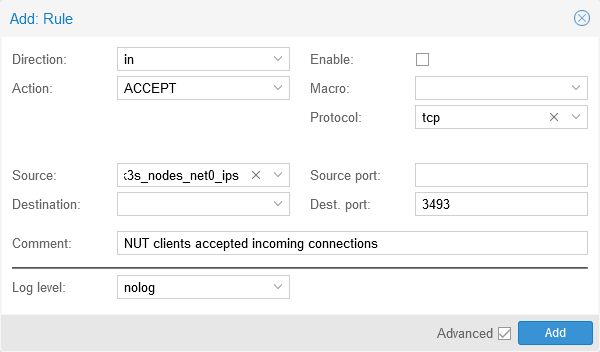 Add: Rule
Direction: in Enable:
Action: ACCEPT Macro:
Protocol: tcp
Source: k3s_nodes_net0_ips Source port:
Destination: Dest. port: 3493
Comment: NUT clients accepted incoming connections
Log level: nolog
Advanced Add